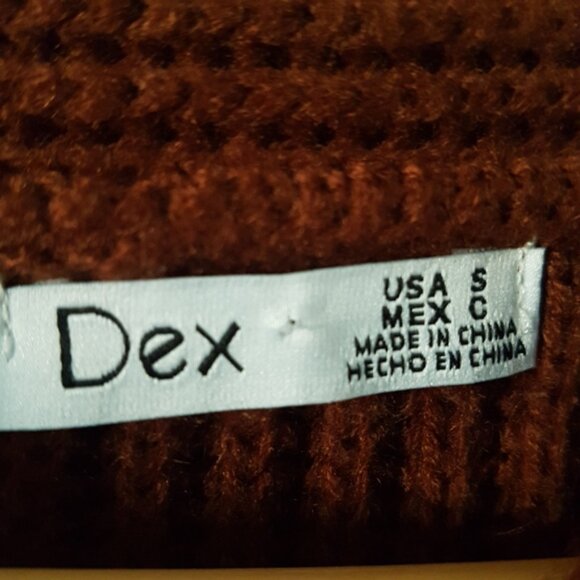 Dex
USA S
MEX C
MADE IN CHINA
HECHO EN CHINA